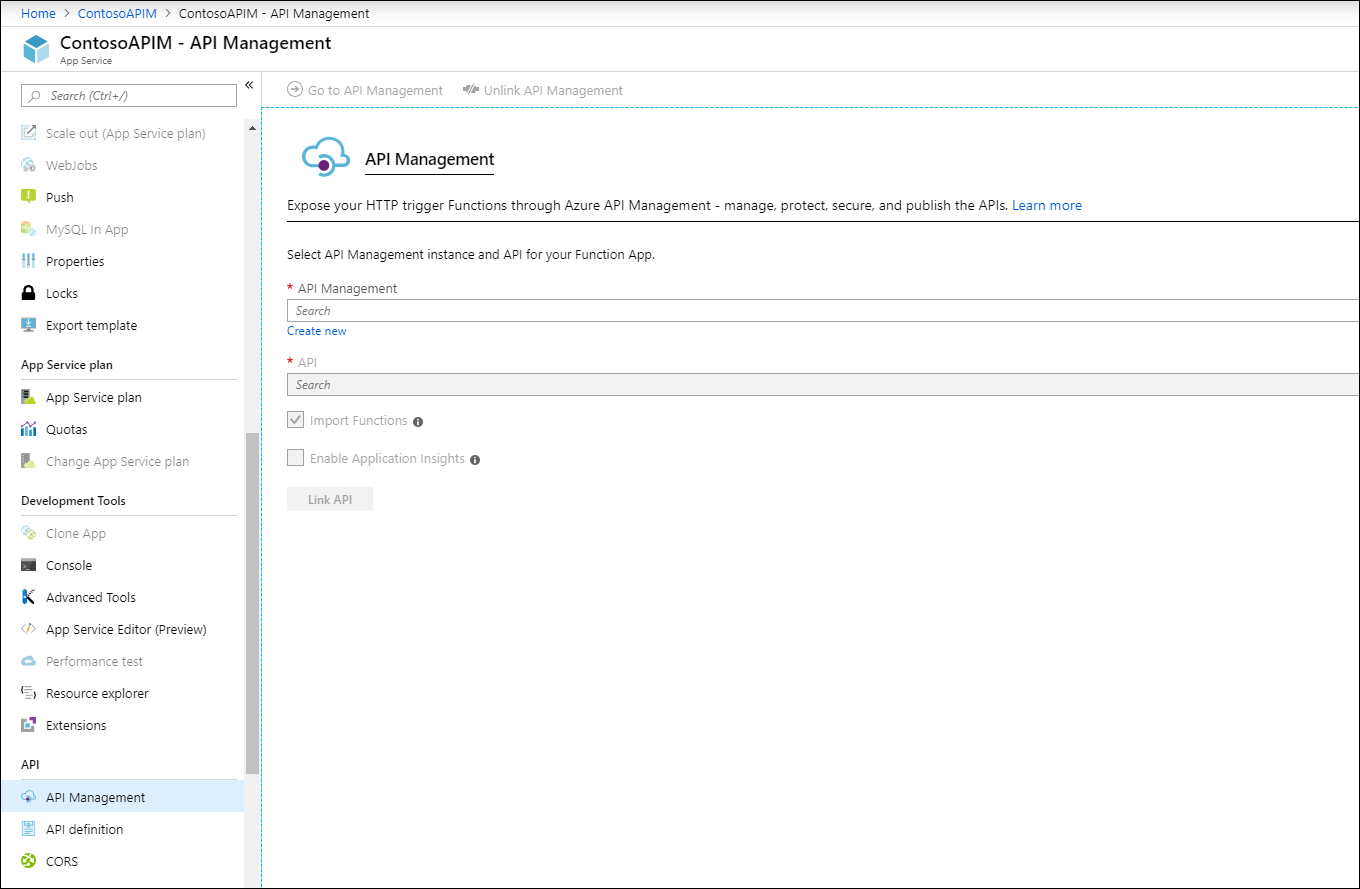 Home > ContosoAPIM > ContosoAPIM - API Management
ContosoAPIM - API Management
App Service
Search (Ctrl+/)
«
Scale out (App Service plan)
WebJobs
Push
MySQL In App
Properties
Locks
Export template
App Service plan
App Service plan
Quotas
Change App Service plan
Development Tools
Clone App
Console
Advanced Tools
App Service Editor (Preview)
Performance test
Resource explorer
Extensions
API
API Management
API definition
CORS
Go to API Management Unlink API Management
API Management
Expose your HTTP trigger Functions through Azure API Management - manage, protect, secure, and publish the APIs. Learn more
Select API Management instance and API for your Function App.
* API Management
Search
Create new
* API
Search
Import Functions
Enable Application Insights
Link API